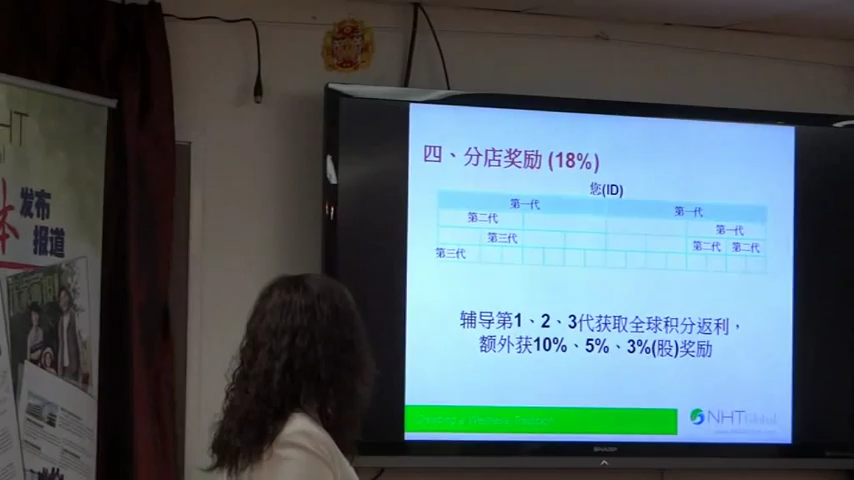 四、分店奖励 (18%)
您(ID)
第一代
第一代
第二代
第一代
第三代
第二代 第二代
第三代
辅导第1、2、3代获取全球积分返利，
额外获10%、5%、3%(股)奖励
NHT Global
SHARP
HT
本
发布
报道